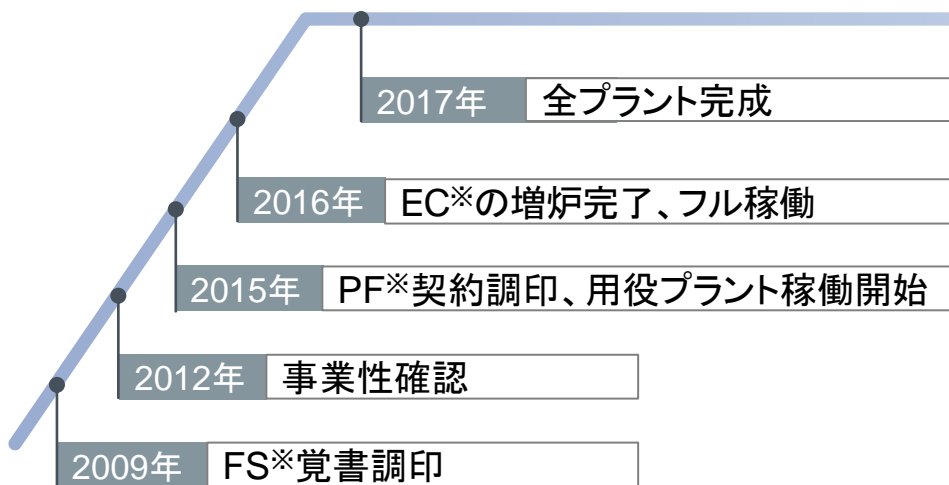 2017年 全プラント完成
2016年 EC※の増炉完了、フル稼働
2015年 PF※契約調印、用役プラント稼働開始
2012年 事業性確認
2009年 FS※覚書調印